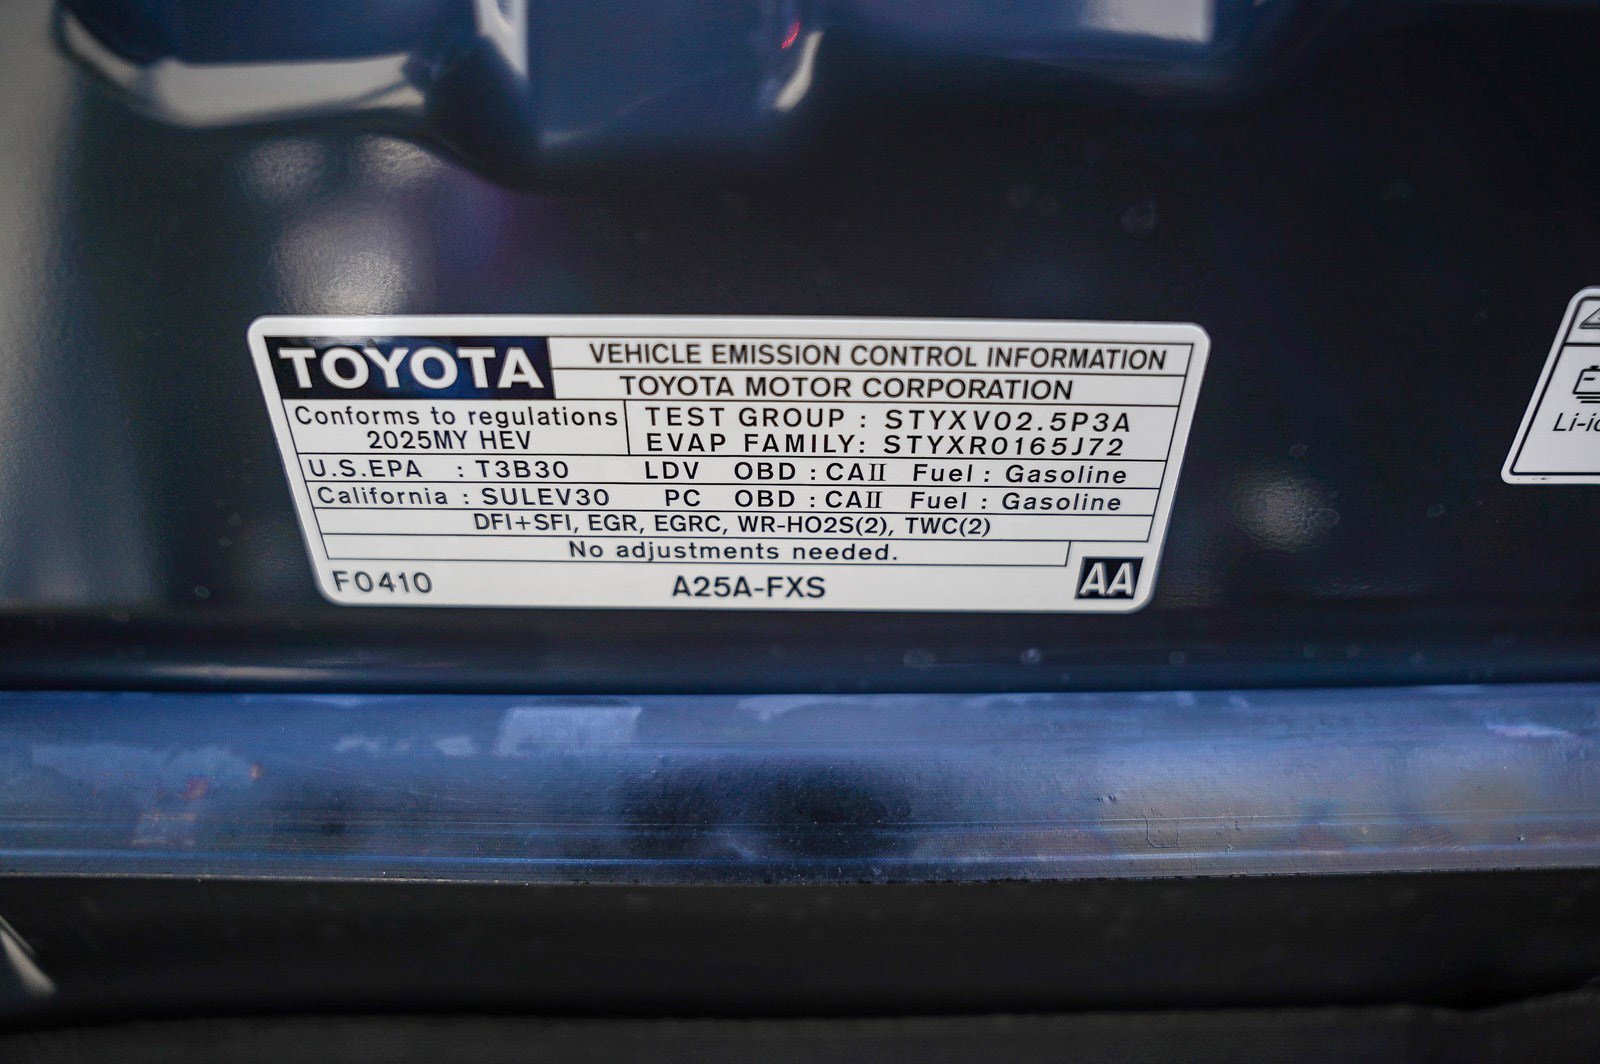 TOYOTA
VEHICLE EMISSION CONTROL INFORMATION
TOYOTA MOTOR CORPORATION
Conforms to regulations
2025MY HEV
TEST GROUP : STYXV02.5P3A
EVAP FAMILY: STYXR0165J72
U.S.EPA : T3B30 LDV OBD : CAII Fuel : Gasoline
California : SULEV30 PC OBD : CAII Fuel : Gasoline
DFI+SFI, EGR, EGRC, WR-HO2S(2), TWC(2)
No adjustments needed.
F0410 A25A-FXS AA